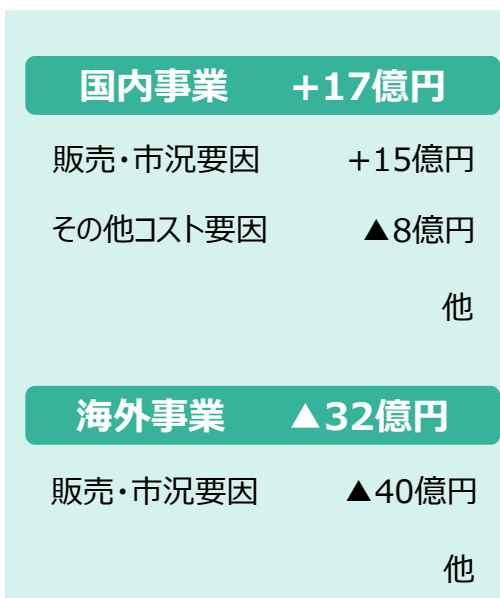 国内事業 +17億円
販売・市況要因 +15億円
その他コスト要因 ▲8億円
他
海外事業 ▲32億円
販売・市況要因 ▲40億円
他